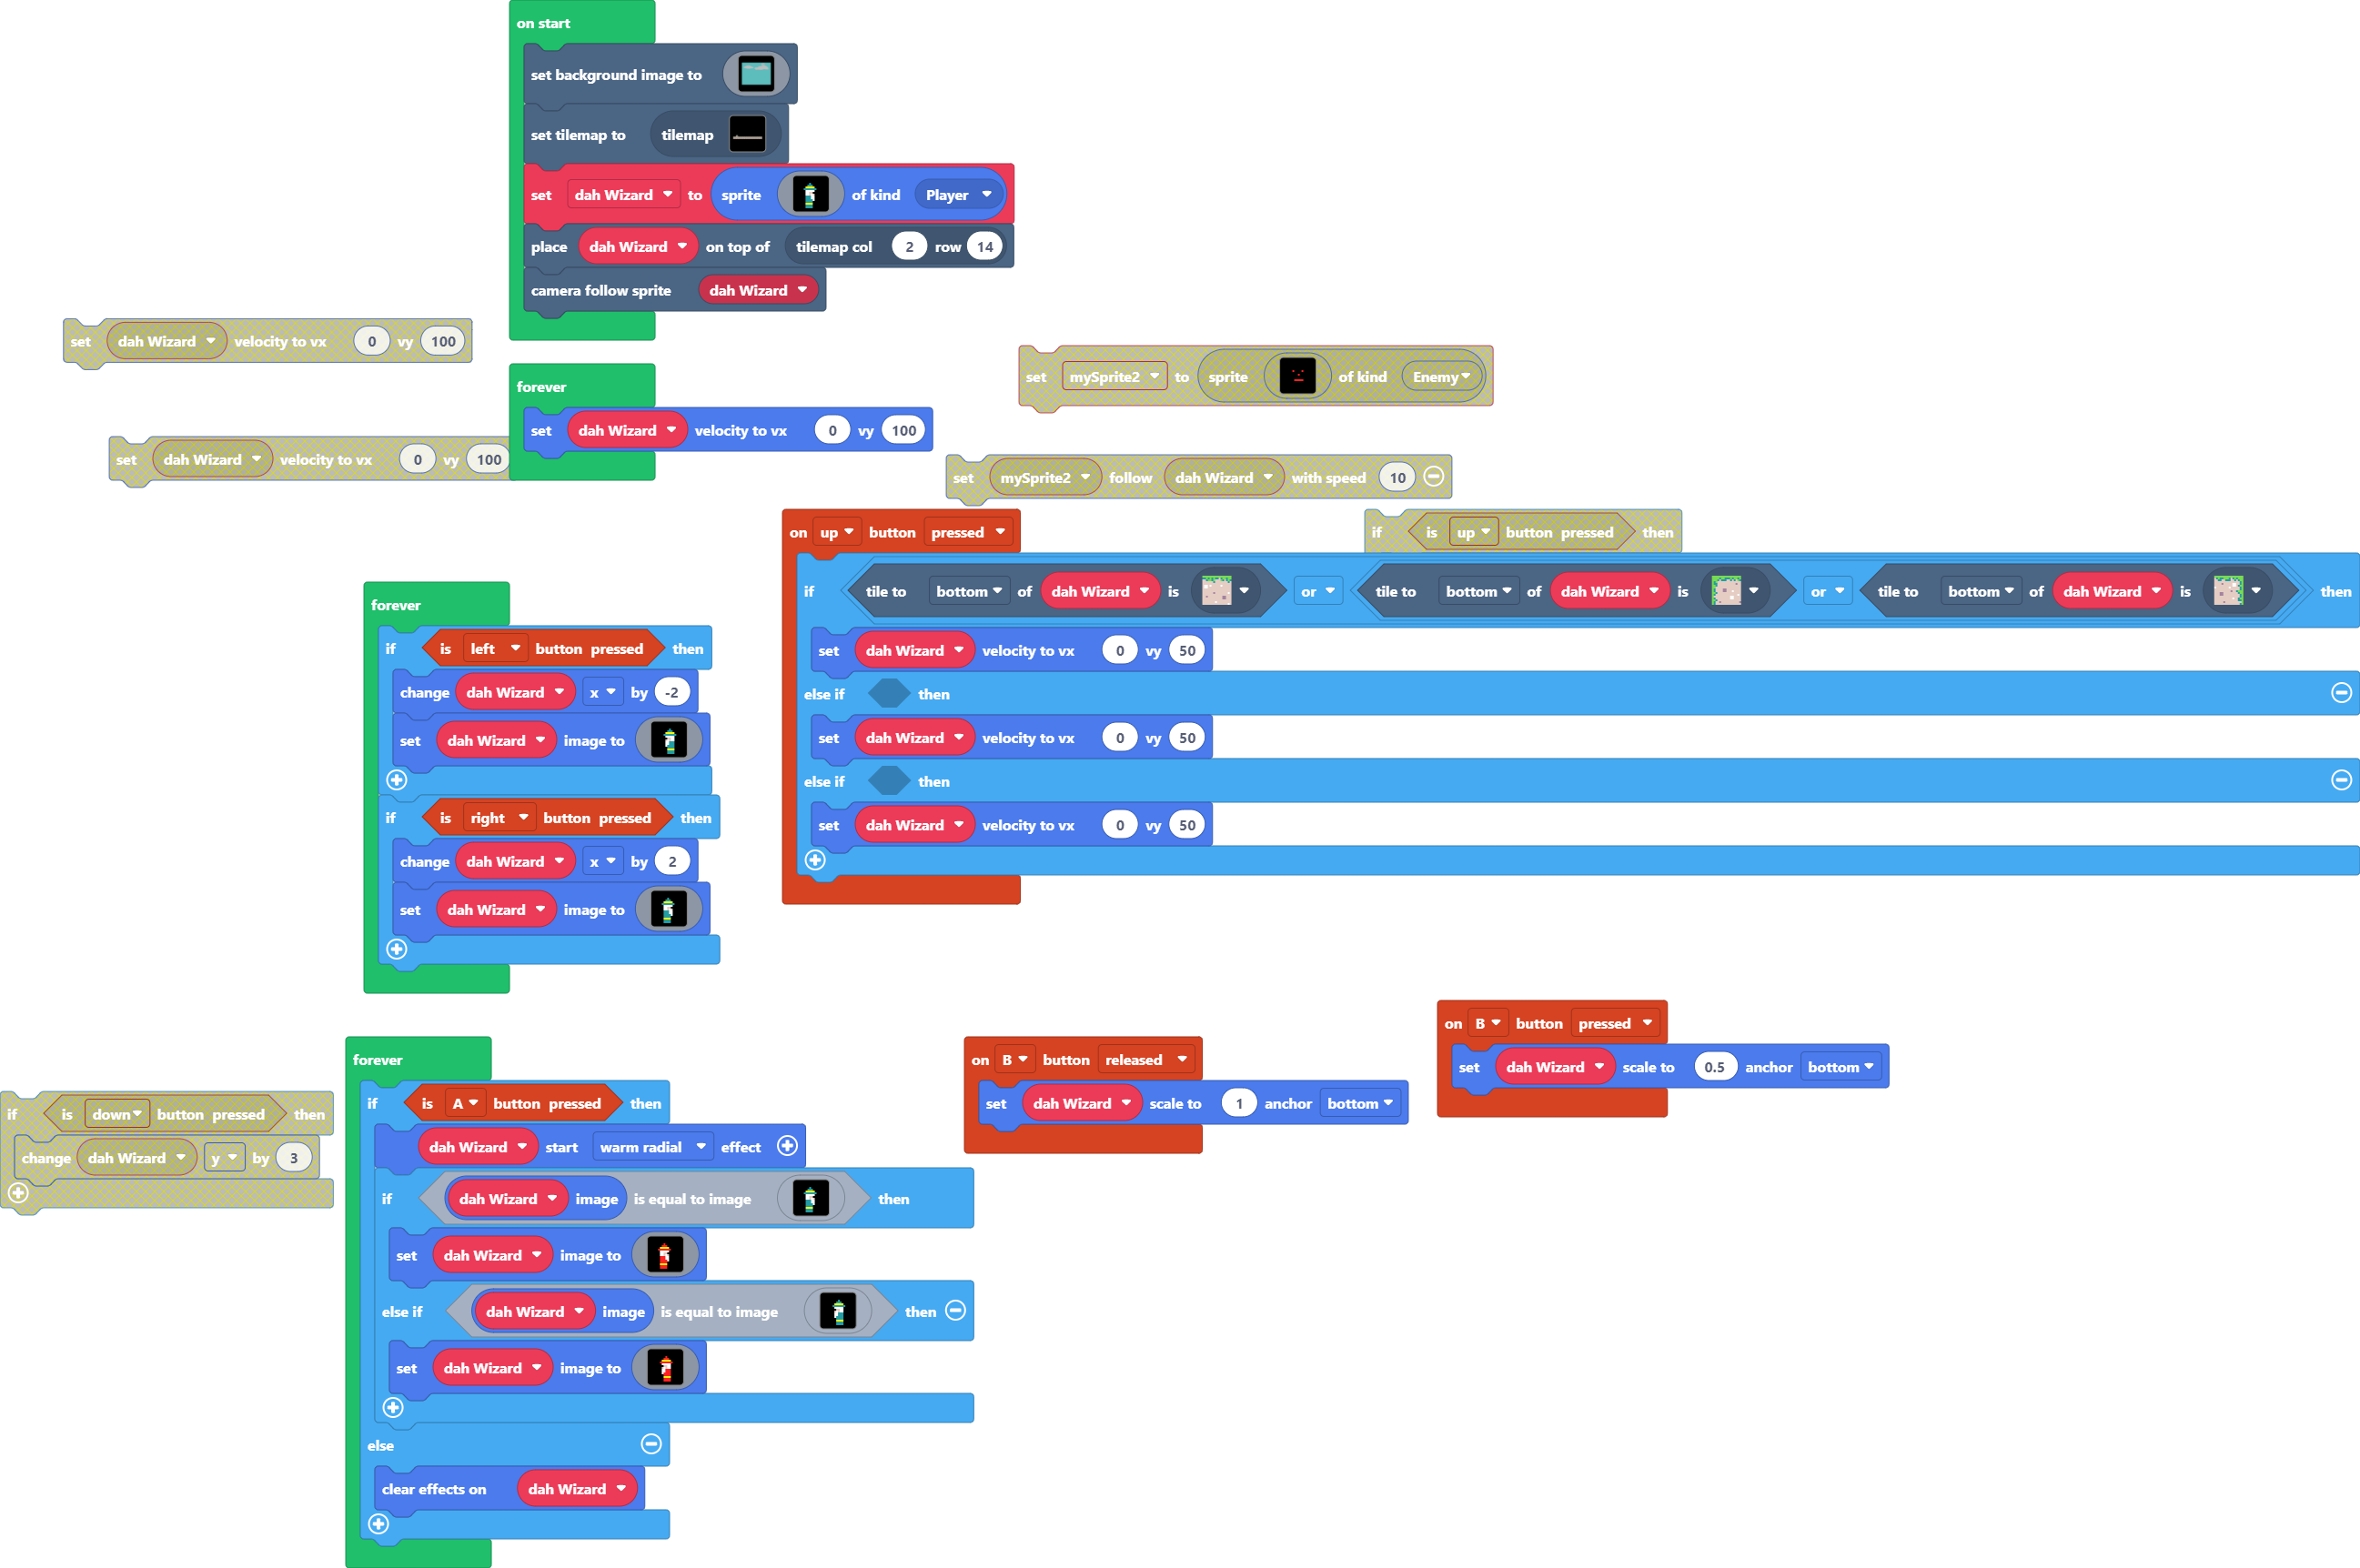 on start
set background image to
set tilemap to tilemap
set dah Wizard to sprite of kind Player
place dah Wizard on top of tilemap col 2 row 14
camera follow sprite dah Wizard
set dah Wizard velocity to vx 0 vy 100
set mySprite2 to sprite of kind Enemy
forever
set dah Wizard velocity to vx 0 vy 100
set dah Wizard velocity to vx 0 vy 100
set mySprite2 follow dah Wizard with speed 10
on up button pressed
if is up button pressed then
if tile to bottom of dah Wizard is or tile to bottom of dah Wizard is or tile to bottom of dah Wizard is then
set dah Wizard velocity to vx 0 vy 50
else if then
set dah Wizard velocity to vx 0 vy 50
else if then
set dah Wizard velocity to vx 0 vy 50
forever
if is left button pressed then
change dah Wizard x by -2
set dah Wizard image to
if is right button pressed then
change dah Wizard x by 2
set dah Wizard image to
on B button pressed
set dah Wizard scale to 0.5 anchor bottom
on B button released
set dah Wizard scale to 1 anchor bottom
if is down button pressed then
change dah Wizard y by 3
forever
if is A button pressed then
dah Wizard start warm radial effect
if dah Wizard image is equal to image then
set dah Wizard image to
else if dah Wizard image is equal to image then
set dah Wizard image to
else
clear effects on dah Wizard